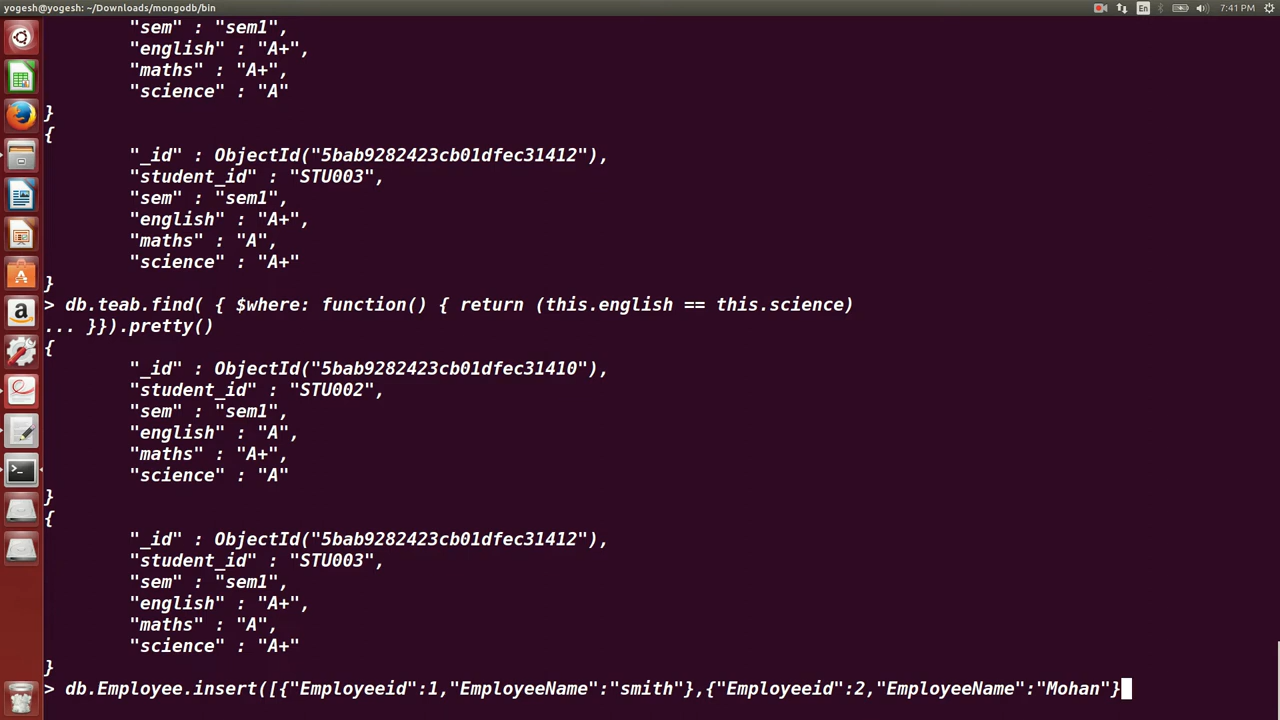 yogesh@yogesh: ~/Downloads/mongodb/bin En 7:41 PM
"sem" : "sem1",
"english" : "A+",
"maths" : "A+",
"science" : "A"
}
{
"_id" : ObjectId("5bab9282423cb01dfec31412"),
"student_id" : "STU003",
"sem" : "sem1",
"english" : "A+",
"maths" : "A",
"science" : "A+"
}
> db.teab.find( { $where: function() { return (this.english == this.science)
... }}).pretty()
{
"_id" : ObjectId("5bab9282423cb01dfec31410"),
"student_id" : "STU002",
"sem" : "sem1",
"english" : "A",
"maths" : "A+",
"science" : "A"
}
{
"_id" : ObjectId("5bab9282423cb01dfec31412"),
"student_id" : "STU003",
"sem" : "sem1",
"english" : "A+",
"maths" : "A",
"science" : "A+"
}
> db.Employee.insert([{"Employeeid":1,"EmployeeName":"smith"},{"Employeeid":2,"EmployeeName":"Mohan"}